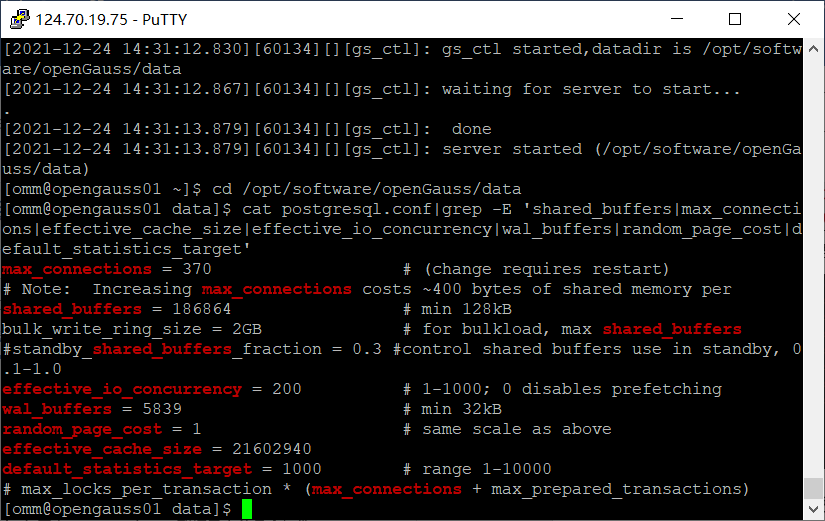 124.70.19.75 - PuTTY
[2021-12-24 14:31:12.830][60134][][gs_ctl]: gs_ctl started,datadir is /opt/softw
are/openGauss/data
[2021-12-24 14:31:12.867][60134][][gs_ctl]: waiting for server to start...
.
[2021-12-24 14:31:13.879][60134][][gs_ctl]:  done
[2021-12-24 14:31:13.879][60134][][gs_ctl]: server started (/opt/software/openGa
uss/data)
[omm@opengauss01 ~]$ cd /opt/software/openGauss/data
[omm@opengauss01 data]$ cat postgresql.conf|grep -E 'shared_buffers|max_connecti
ons|effective_cache_size|effective_io_concurrency|wal_buffers|random_page_cost|d
efault_statistics_target'
max_connections = 370                   # (change requires restart)
# Note:  Increasing max_connections costs ~400 bytes of shared memory per
shared_buffers = 186864                 # min 128kB
bulk_write_ring_size = 2GB              # for bulkload, max shared_buffers
#standby_shared_buffers_fraction = 0.3 #control shared buffers use in standby, 0
.1-1.0
effective_io_concurrency = 200          # 1-1000; 0 disables prefetching
wal_buffers = 5839                      # min 32kB
random_page_cost = 1                    # same scale as above
effective_cache_size = 21602940
default_statistics_target = 1000        # range 1-10000
# max_locks_per_transaction * (max_connections + max_prepared_transactions)
[omm@opengauss01 data]$